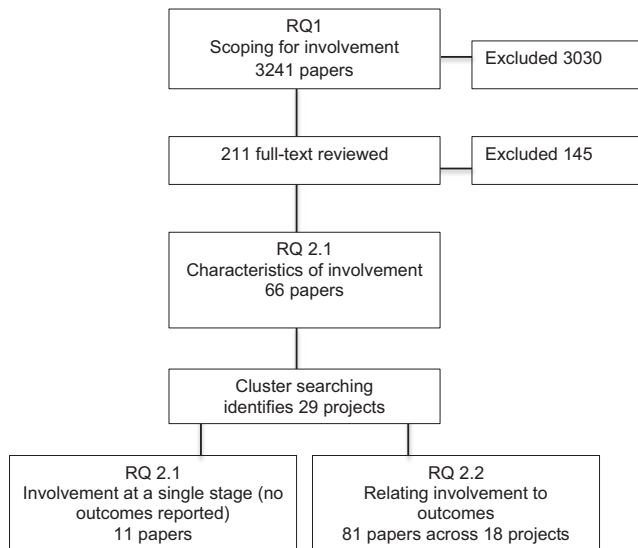 RQ1
Scoping for involvement
3241 papers
Excluded 3030
211 full-text reviewed
Excluded 145
RQ 2.1
Characteristics of involvement
66 papers
Cluster searching
identifies 29 projects
RQ 2.1
Involvement at a single stage (no
outcomes reported)
11 papers
RQ 2.2
Relating involvement to
outcomes
81 papers across 18 projects